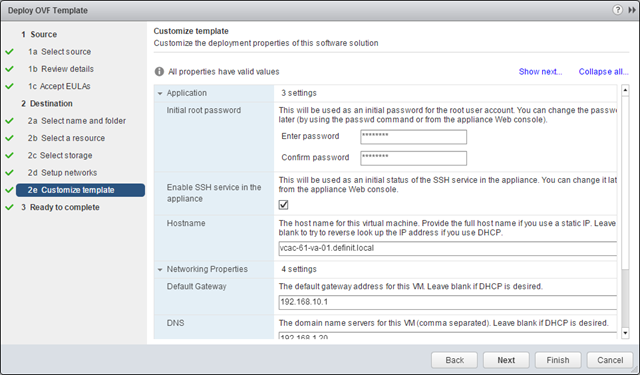 Deploy OVF Template
1 Source
1a Select source
1b Review details
1c Accept EULAs
2 Destination
2a Select name and folder
2b Select a resource
2c Select storage
2d Setup networks
2e Customize template
3 Ready to complete
Customize template
Customize the deployment properties of this software solution
All properties have valid values
Show next...
Collapse all...
Application
3 settings
Initial root password
This will be used as an initial password for the root user account. You can change the passw
later (by using the passwd command or from the appliance Web console).
Enter password
********
Confirm password
********
Enable SSH service in the
appliance
This will be used as an initial status of the SSH service in the appliance. You can change it lat
from the appliance Web console.
Hostname
The host name for this virtual machine. Provide the full host name if you use a static IP. Leave
blank to try to reverse look up the IP address if you use DHCP.
vcac-61-va-01.definit.local
Networking Properties
4 settings
Default Gateway
The default gateway address for this VM. Leave blank if DHCP is desired.
192.168.10.1
DNS
The domain name servers for this VM (comma separated). Leave blank if DHCP is desired.
192.168.1.20
Back
Next
Finish
Cancel